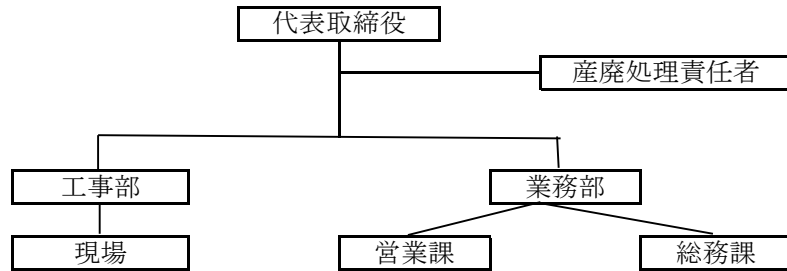 代表取締役
産廃処理責任者
工事部
業務部
現場
営業課
総務課